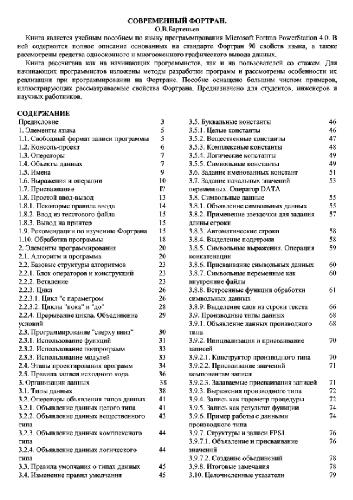 СОВРЕМЕННЫЙ ФОРТРАН.
О.В.Бартеньев
Книга является учебным пособием по языку программирования Microsoft Fortran PowerStation 4.0. В
ней содержится полное описание основанных на стандарте Фортран 90 свойств языка, а также
рассмотрены средства однооконного и многооконного графического вывода данных.
Книга рассчитана как на начинающих программистов, так и на пользователей со стажем. Для
начинающих программистов изложены методы разработки программ и рассмотрены особенности их
реализации при программировании на Фортране. Пособие оснащено большим числом примеров,
иллюстрирующих рассматриваемые свойства Фортрана. Предназначено для студентов, инженеров и
научных работников.
СОДЕРЖАНИЕ
Предисловие 3
1. Элементы языка 5
1.1. Свободный формат записи программы 5
1.2. Консоль-проект 6
1.3. Операторы 7
1.4. Объекты данных 7
1.5. Имена 9
1.6. Выражения и операции 10
1.7. Присваивание 12
1.8. Простой ввод-вывод 13
1.8.1. Некоторые правила ввода 14
1.8.2. Ввод из текстового файла 15
1.8.3. Вывод на принтер 15
1.9. Рекомендации по изучению Фортрана 15
1.10. Обработка программы 18
2. Элементы программирования 20
2.1. Алгоритм и программа 20
2.2. Базовые структуры алгоритмов 23
2.2.1. Блок операторов и конструкций 23
2.2.2. Ветвление 23
2.2.3. Цикл 26
2.2.3.1. Цикл "с параметром 26
2.2.3.2. Циклы "пока" и "до" 28
2.2.4. Прерывание цикла. Объединение 29
условий
2.3. Программирование "сверху вниз" 30
2.3.1. Использование функций 31
2.3.2. Использование подпрограмм 33
2.3.3. Использование модулей 33
2.4. Этапы проектирования программ 34
2.5. Правила записи исходного кода 36
3. Организация данных 38
3.1. Типы данных 38
3.2. Операторы объявления типов данных 41
3.2.1. Объявление данных целого типа 41
3.2.2. Объявление данных вещественного 43
типа
3.2.3. Объявление данных комплексного 44
типа
3.2.4. Объявление данных логического 44
типа
3.3. Правила умолчания о типах данных 45
3.4. Изменение правил умолчания 45
3.5. Буквальные константы 46
3.5.1. Целые константы 46
3.5.2. Вещественные константы 47
3.5.3. Комплексные константы 48
3.5.4. Логические константы 49
3.5.5. Символьные константы 49
3.6. Задание именованных констант 51
3.7. Задание начальных значений 53
переменных. Оператор DATA
3.8. Символьные данные 55
3.8.1. Объявление символьных данных 55
3.8.2. Применение звездочки для задания 57
длины строки
3.8.3. Автоматические строки 58
3.8.4. Выделение подстроки 58
3.8.5. Символьные выражения. Операция 59
конкатенации
3.8.6. Присваивание символьных данных 60
3.8.7. Символьные переменные как 60
внутренние файлы
3.8.8. Встроенные функции обработки 61
символьных данных
3.8.9. Выделение слов из строки текста 66
3.9. Производные типы данных 68
3.9.1. Объявление данных производного 68
типа
3.9.2. Инициализация и присваивание 70
записей
3.9.2.1. Конструктор производного типа 70
3.9.2.2. Присваивание значений 71
компонентам записи
3.9.2.3. Задаваемые присваивания записей 71
3.9.3. Выражения производного типа 72
3.9.4. Запись как параметр процедуры 72
3.9.5. Запись как результат функции 74
3.9.6. Пример работы с данными 74
производного типа
3.9.7. Структуры и записи FPS1 76
3.9.7.1. Объявление и присваивание 76
значений
3.9.7.2. Создание объединений 78
3.9.8. Итоговые замечания 78
3.10. Целочисленные указатели 79